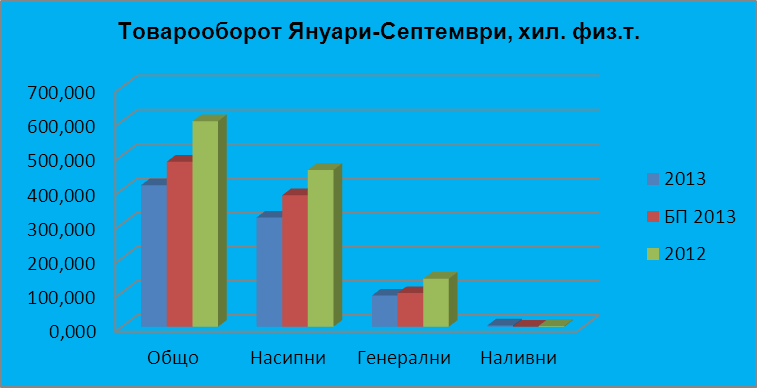 Товарооборот Януари-Септември, хил. физ.т.
700,000
600,000
500,000
400,000
300,000
200,000
100,000
0,000
Общо
Насипни
Генерални
Наливни
2013
БП 2013
2012